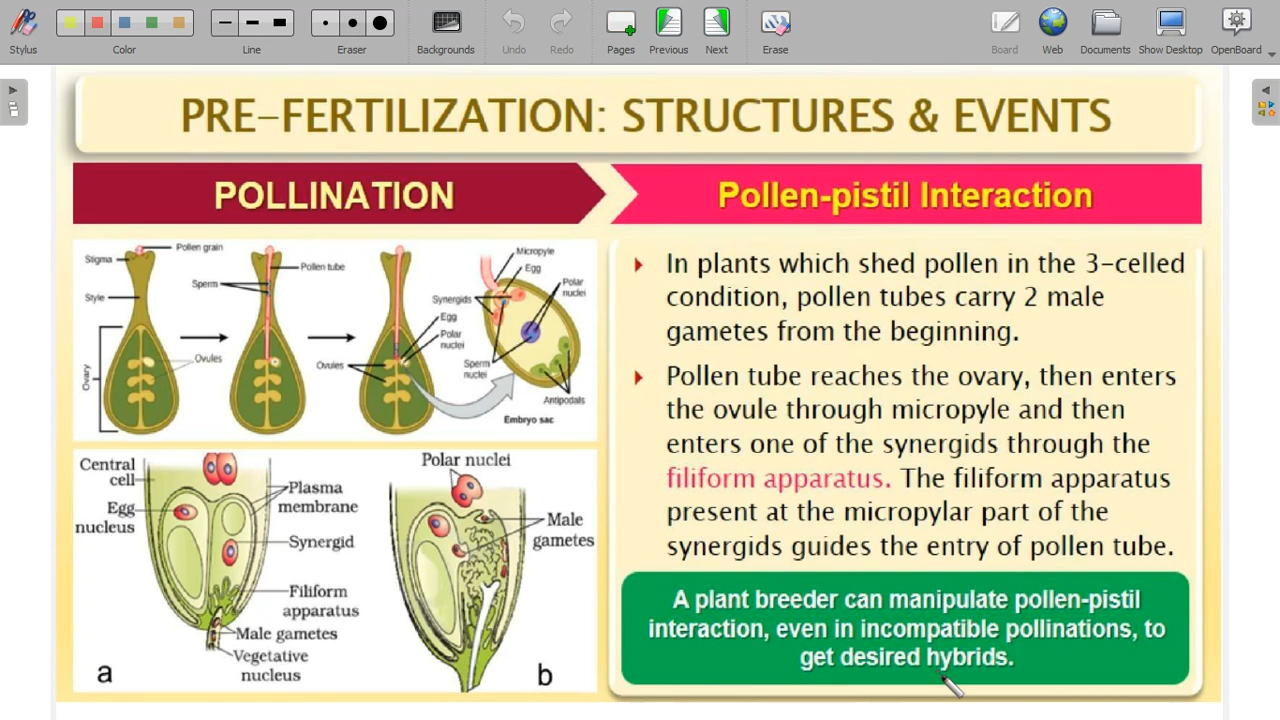 Stylus
Color
Line
Eraser
Backgrounds
Undo
Redo
Pages
Previous
Next
Erase
Board
Web
Documents
Show Desktop
OpenBoard
PRE-FERTILIZATION: STRUCTURES & EVENTS
POLLINATION
Pollen-pistil Interaction
Pollen grain
Stigma
Style
Ovary
Ovules
Pollen tube
Sperm
Ovules
Egg
Polar
nuclei
Micropyle
Egg
Polar
nuclei
Synergids
Sperm
nuclei
Antipodals
Embryo sac
Central
cell
Egg
nucleus
Plasma
membrane
Synergid
Filiform
apparatus
Male gametes
Vegetative
nucleus
a
Polar nuclei
Male
gametes
b
In plants which shed pollen in the 3-celled
condition, pollen tubes carry 2 male
gametes from the beginning.
Pollen tube reaches the ovary, then enters
the ovule through micropyle and then
enters one of the synergids through the
filiform apparatus. The filiform apparatus
present at the micropylar part of the
synergids guides the entry of pollen tube.
A plant breeder can manipulate pollen-pistil
interaction, even in incompatible pollinations, to
get desired hybrids.